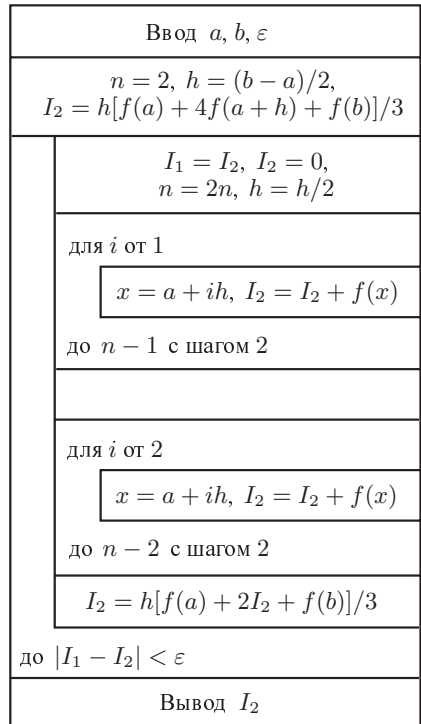 Ввод a, b, ε
n = 2, h = (b − a)/2,
I₂ = h[f(a) + 4f(a + h) + f(b)]/3
I₁ = I₂, I₂ = 0,
n = 2n, h = h/2
для i от 1
x = a + ih, I₂ = I₂ + f(x)
до n − 1 с шагом 2
для i от 2
x = a + ih, I₂ = I₂ + f(x)
до n − 2 с шагом 2
I₂ = h[f(a) + 2I₂ + f(b)]/3
до |I₁ − I₂| < ε
Вывод I₂